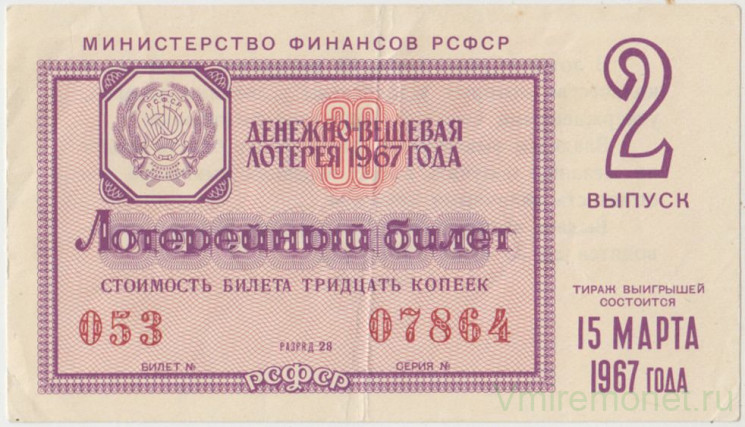 МИНИСТЕРСТВО ФИНАНСОВ РСФСР
РСФСР
30
ДЕНЕЖНО-ВЕЩЕВАЯ
ЛОТЕРЕЯ 1967 ГОДА
Лотерейный билет
СТОИМОСТЬ БИЛЕТА ТРИДЦАТЬ КОПЕЕК
053
07864
РАЗРЯД 28
БИЛЕТ №
СЕРИЯ №
РСФСР
2
ВЫПУСК
ТИРАЖ ВЫИГРЫШЕЙ
СОСТОИТСЯ
15 МАРТА
1967 ГОДА
vmiremonet.ru